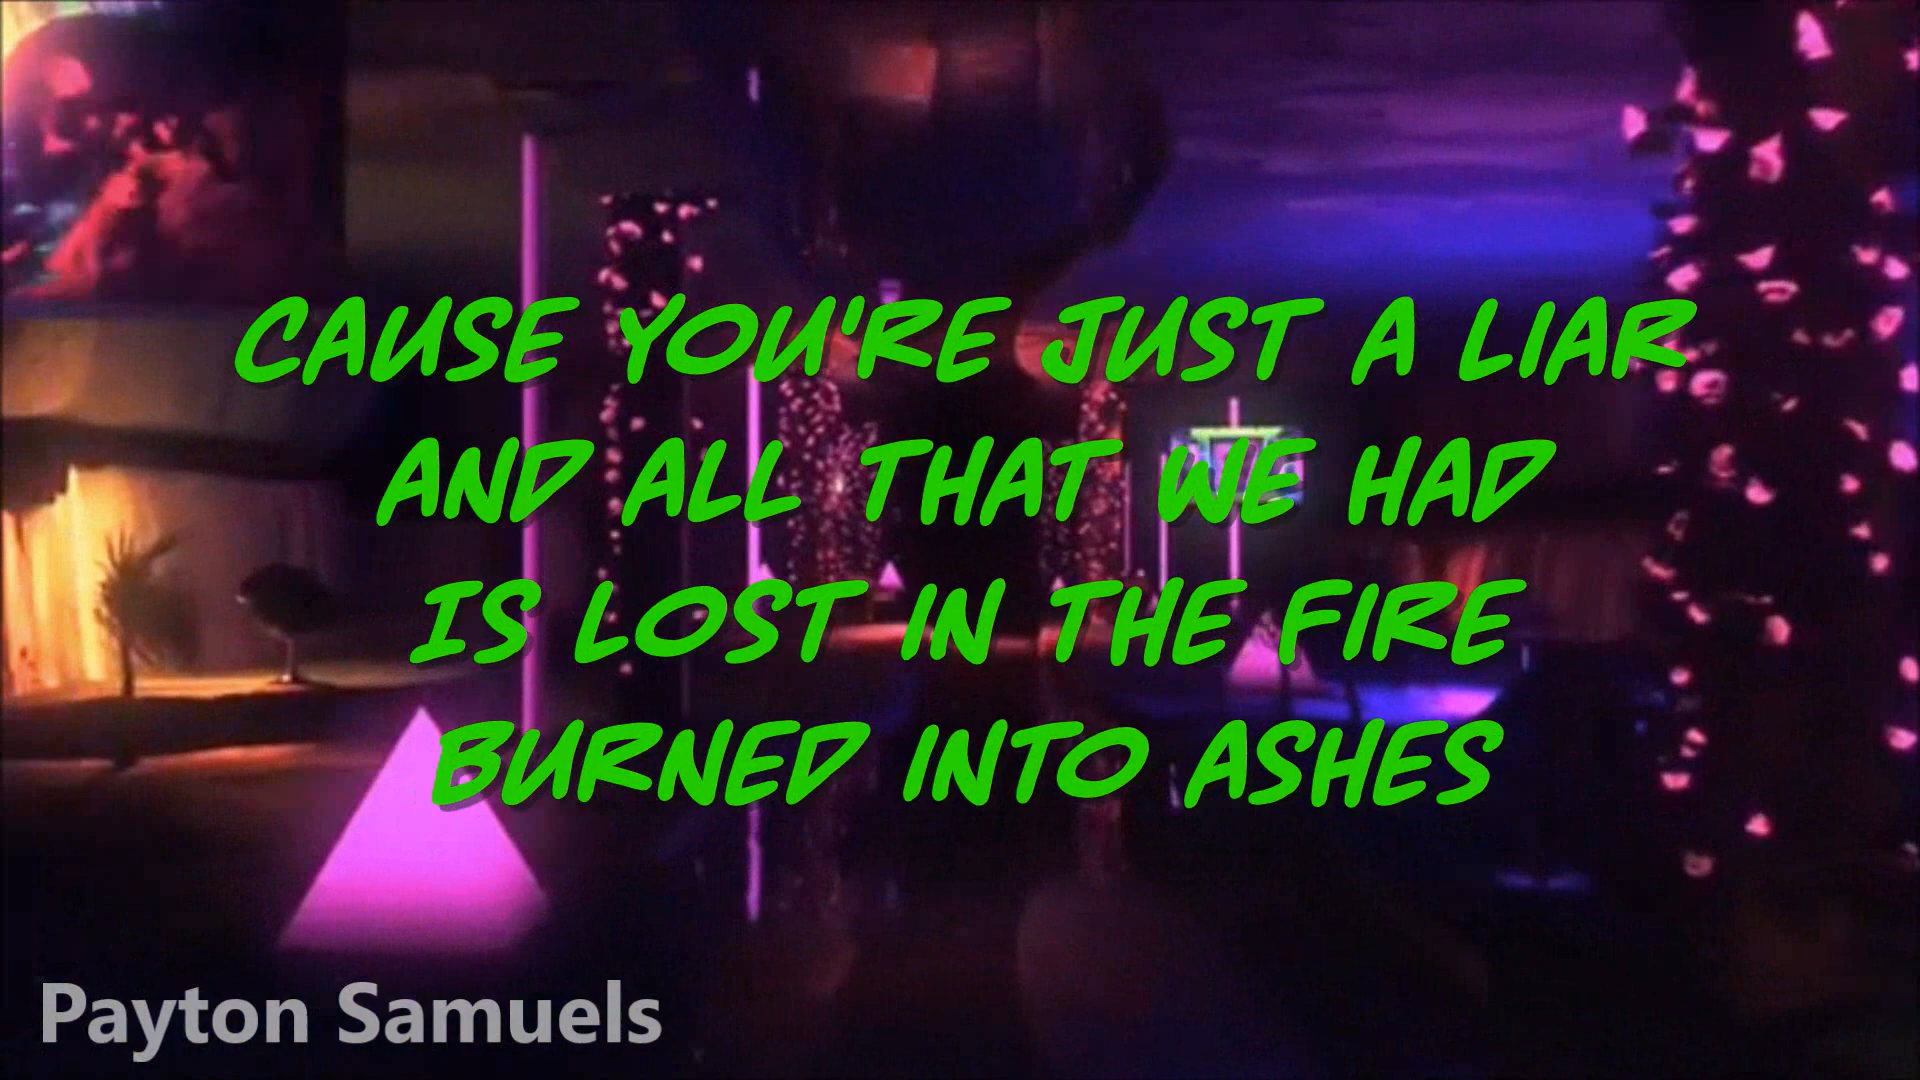 CAUSE YOU'RE JUST A LIAR
AND ALL THAT WE HAD
IS LOST IN THE FIRE
BURNED INTO ASHES
Payton Samuels